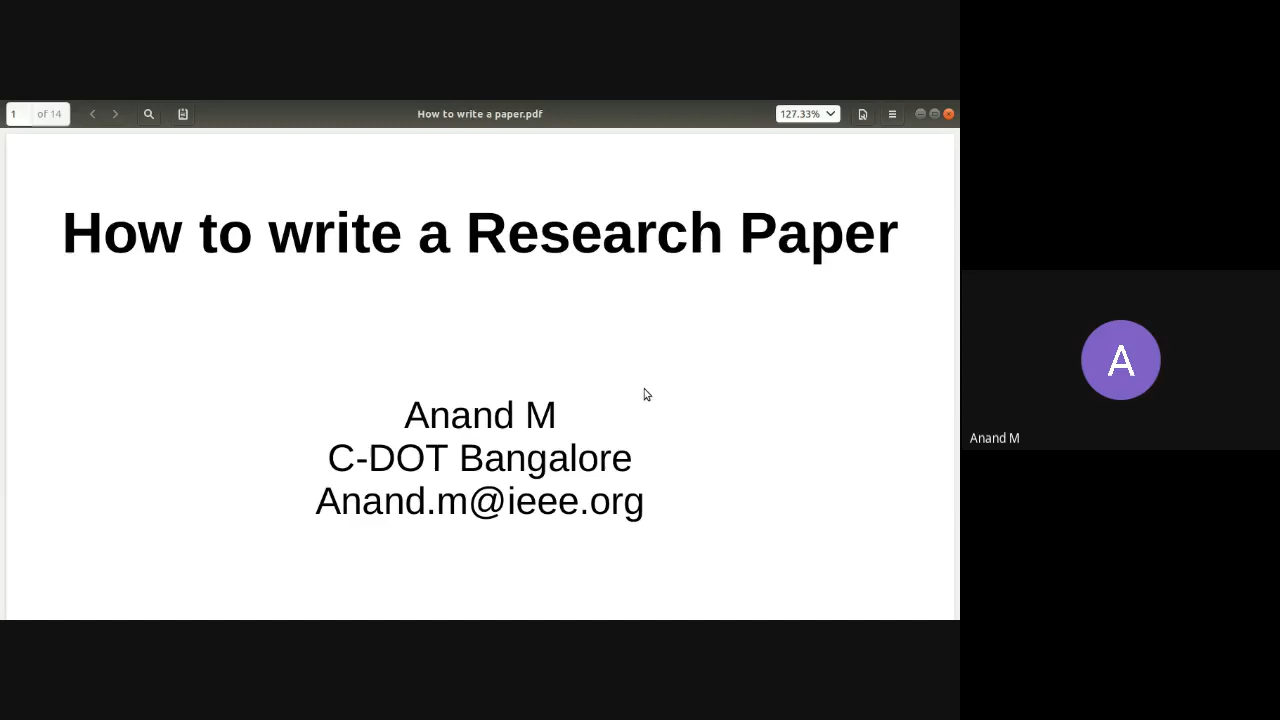 1 of 14
How to write a paper.pdf
127.33%
How to write a Research Paper
Anand M
C-DOT Bangalore
Anand.m@ieee.org
A
Anand M